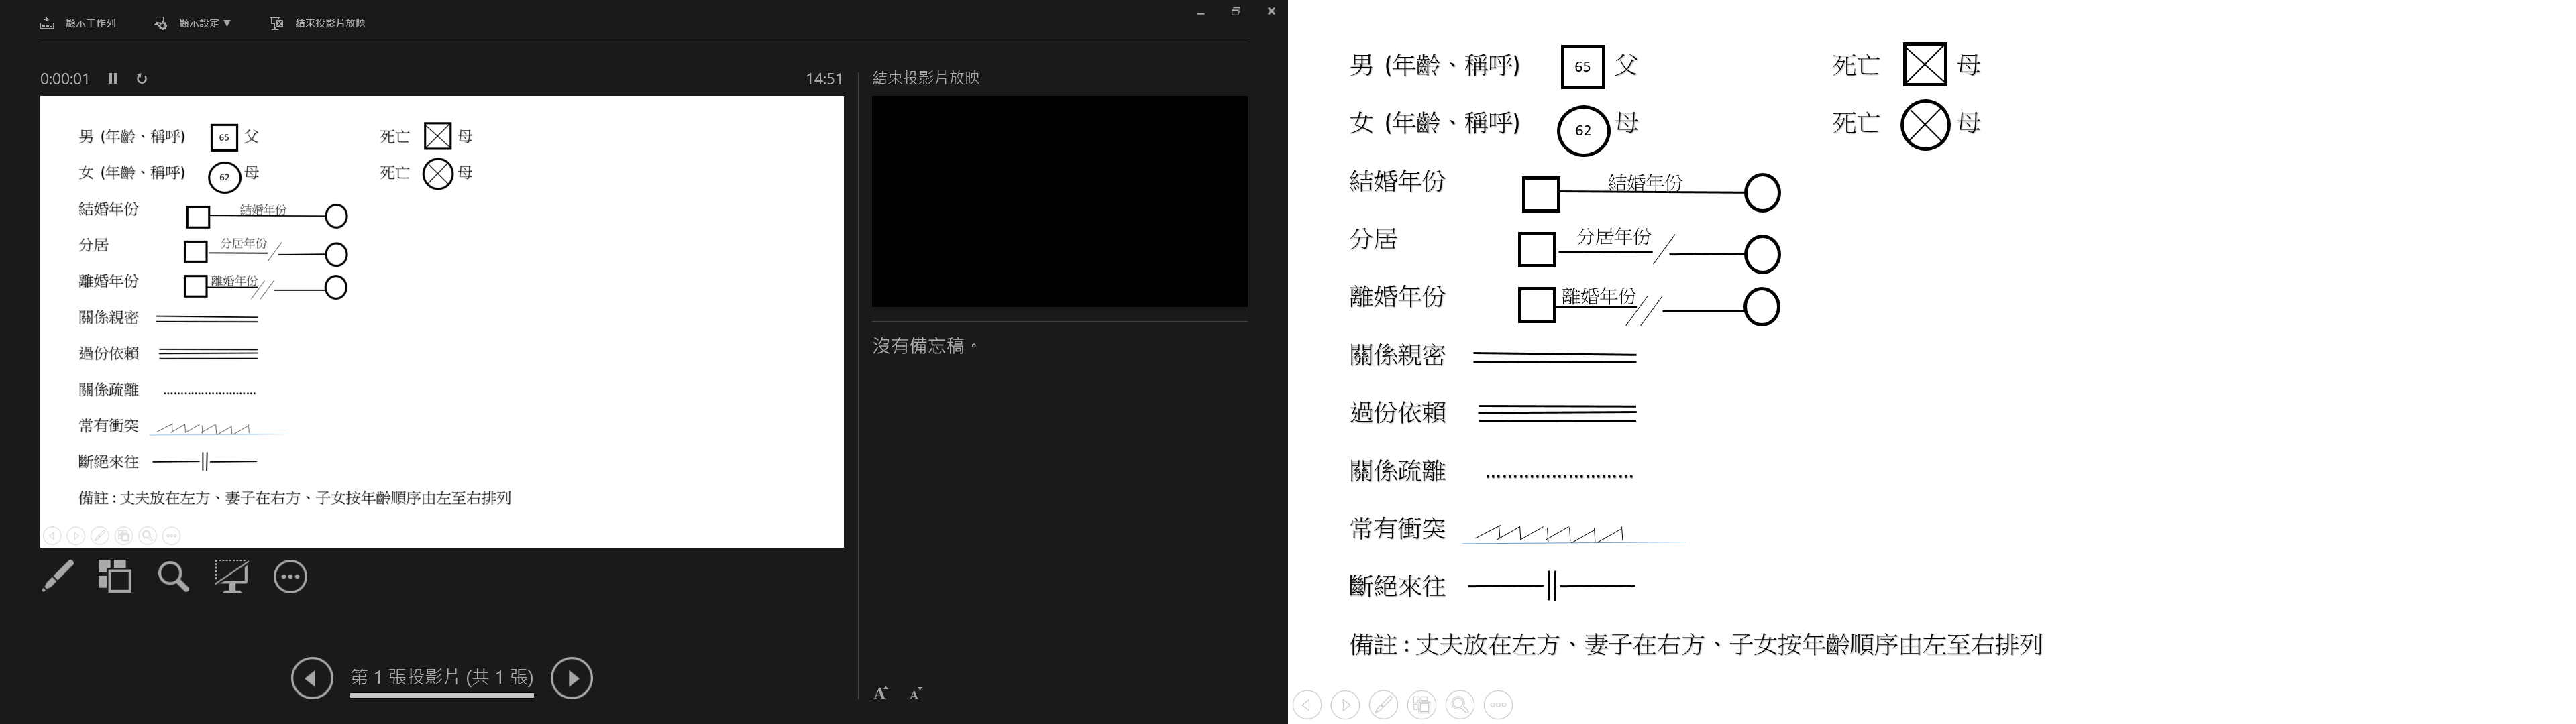 顯示工作列 顯示設定 ▼ 結束投影片放映
0:00:01 14:51
男 (年齡、稱呼) 65 父 死亡 母
女 (年齡、稱呼) 62 母 死亡 母
結婚年份 結婚年份
分居 分居年份
離婚年份 離婚年份
關係親密
過份依賴
關係疏離
常有衝突
斷絕來往
備註 : 丈夫放在左方、妻子在右方、子女按年齡順序由左至右排列
第 1 張投影片 (共 1 張)
結束投影片放映
沒有備忘稿。
A A
男 (年齡、稱呼) 65 父 死亡 母
女 (年齡、稱呼) 62 母 死亡 母
結婚年份 結婚年份
分居 分居年份
離婚年份 離婚年份
關係親密
過份依賴
關係疏離
常有衝突
斷絕來往
備註 : 丈夫放在左方、妻子在右方、子女按年齡順序由左至右排列